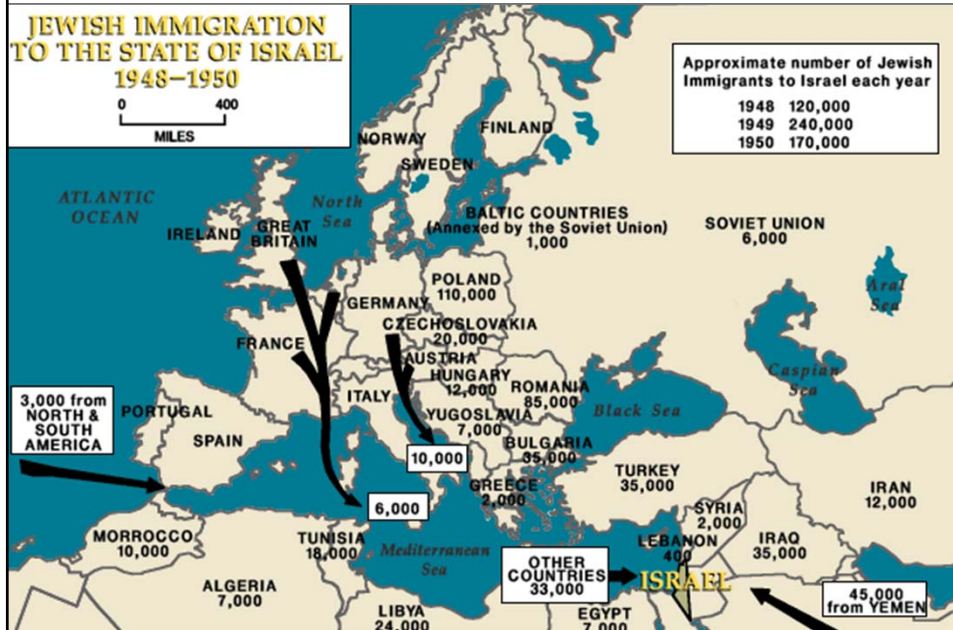 JEWISH IMMIGRATION
TO THE STATE OF ISRAEL
1948–1950
0 400
MILES
Approximate number of Jewish
Immigrants to Israel each year
1948 120,000
1949 240,000
1950 170,000
NORWAY
FINLAND
SWEDEN
ATLANTIC
OCEAN
North
Sea
IRELAND
GREAT
BRITAIN
BALTIC COUNTRIES
(Annexed by the Soviet Union)
1,000
SOVIET UNION
6,000
POLAND
110,000
Aral
Sea
GERMANY
CZECHOSLOVAKIA
20,000
FRANCE
AUSTRIA
HUNGARY
12,000
Caspian
Sea
ITALY
ROMANIA
85,000
Black Sea
3,000 from
NORTH &
SOUTH
AMERICA
PORTUGAL
SPAIN
YUGOSLAVIA
7,000
BULGARIA
35,000
10,000
GREECE
2,000
TURKEY
35,000
IRAN
12,000
6,000
SYRIA
2,000
MORROCCO
10,000
TUNISIA
18,000
Mediterranean
Sea
LEBANON
400
IRAQ
35,000
OTHER
COUNTRIES
33,000
ISRAEL
ALGERIA
7,000
45,000
from YEMEN
LIBYA
24,000
EGYPT
7,000